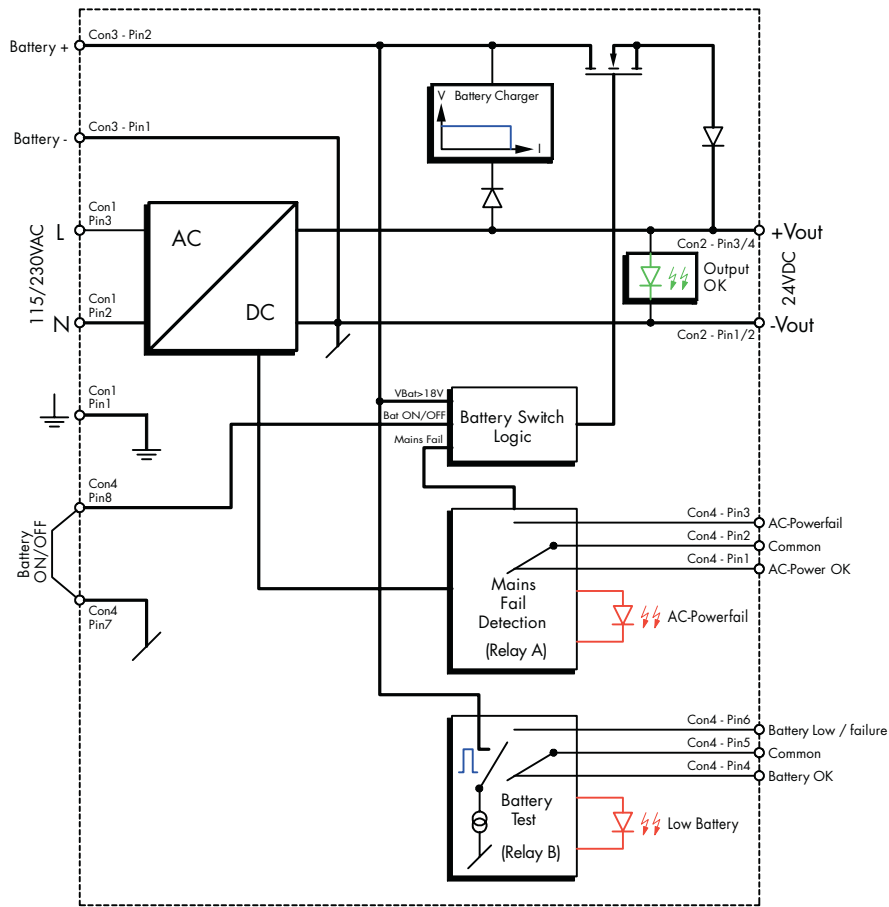 Battery +
Con3 - Pin2
V Battery Charger
I
Battery -
Con3 - Pin1
115/230VAC
L
Con1
Pin3
N
Con1
Pin2
AC
DC
+Vout
Con2 - Pin3/4
Output
OK
24VDC
-Vout
Con2 - Pin1/2
Con1
Pin1
VBat>18V
Bat ON/OFF
Mains Fail
Battery Switch
Logic
Con4
Pin8
Battery
ON/OFF
Con4
Pin7
Con4 - Pin3
AC-Powerfail
Con4 - Pin2
Common
Con4 - Pin1
AC-Power OK
Mains
Fail
Detection
(Relay A)
AC-Powerfail
Con4 - Pin6
Battery Low / failure
Con4 - Pin5
Common
Con4 - Pin4
Battery OK
Battery
Test
(Relay B)
Low Battery